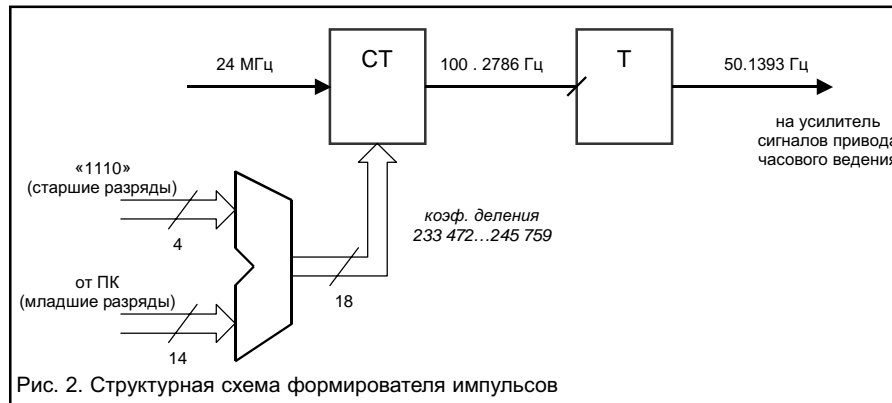 24 МГц
СТ
100 . 2786 Гц
Т
50.1393 Гц
на усилитель
сигналов привода
часового ведения
«1110»
(старшие разряды)
4
коэф. деления
233 472...245 759
18
от ПК
(младшие разряды)
14
Рис. 2. Структурная схема формирователя импульсов